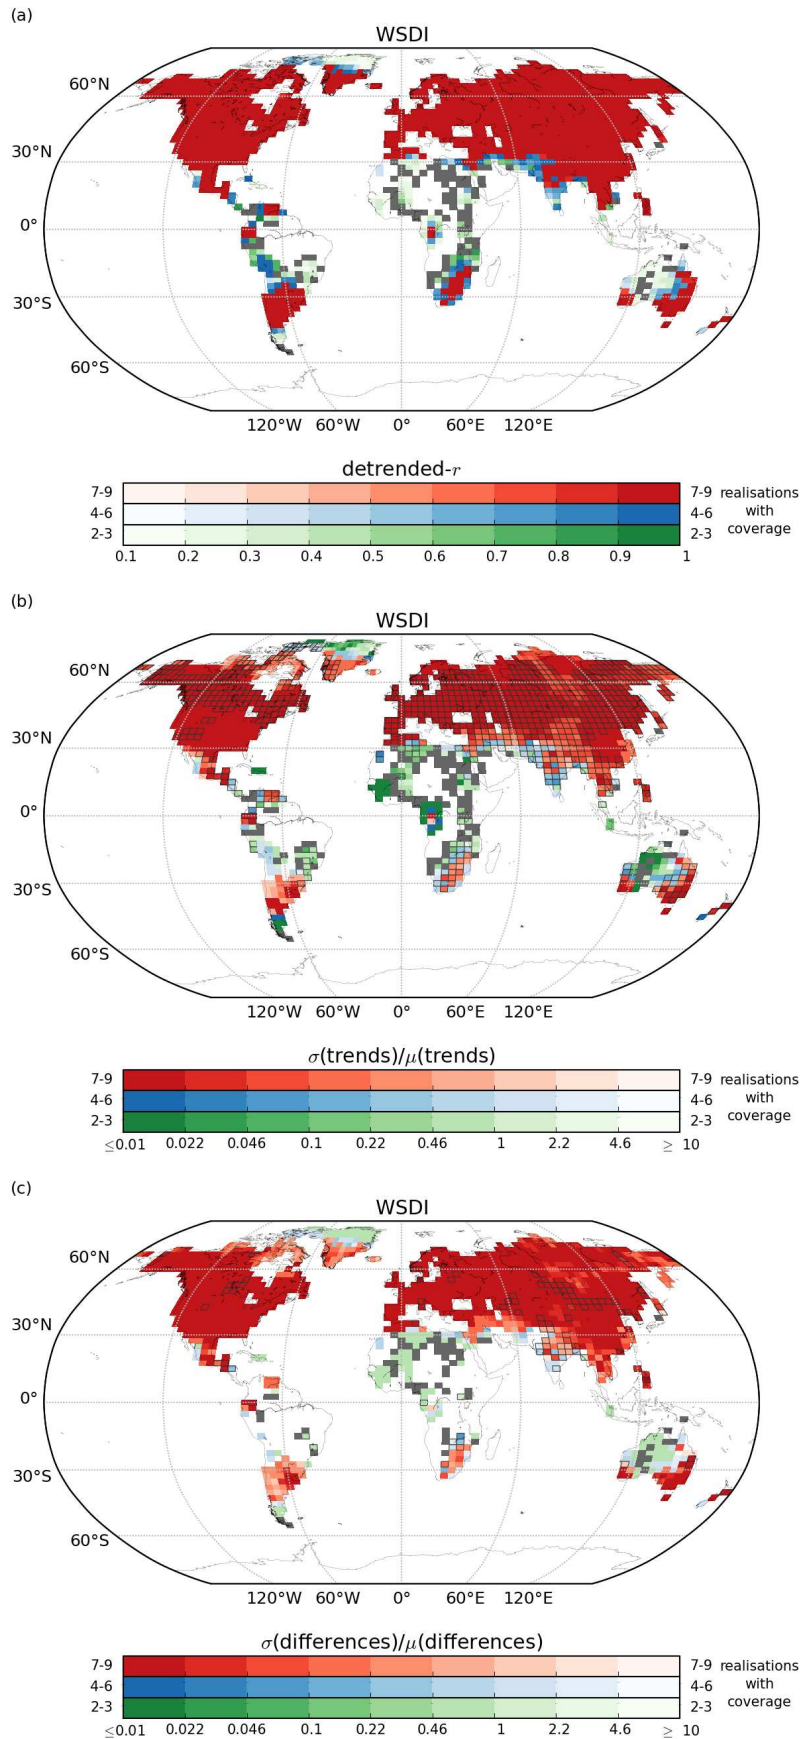 (a)
WSDI
60°N
30°N
0°
30°S
60°S
120°W 60°W 0° 60°E 120°E
detrended-r
7-9 7-9 realisations
4-6 4-6 with
2-3 2-3 coverage
0.1 0.2 0.3 0.4 0.5 0.6 0.7 0.8 0.9 1
(b)
WSDI
60°N
30°N
0°
30°S
60°S
120°W 60°W 0° 60°E 120°E
σ(trends)/μ(trends)
7-9 7-9 realisations
4-6 4-6 with
2-3 2-3 coverage
≤0.01 0.022 0.046 0.1 0.22 0.46 1 2.2 4.6 ≥ 10
(c)
WSDI
60°N
30°N
0°
30°S
60°S
120°W 60°W 0° 60°E 120°E
σ(differences)/μ(differences)
7-9 7-9 realisations
4-6 4-6 with
2-3 2-3 coverage
≤0.01 0.022 0.046 0.1 0.22 0.46 1 2.2 4.6 ≥ 10